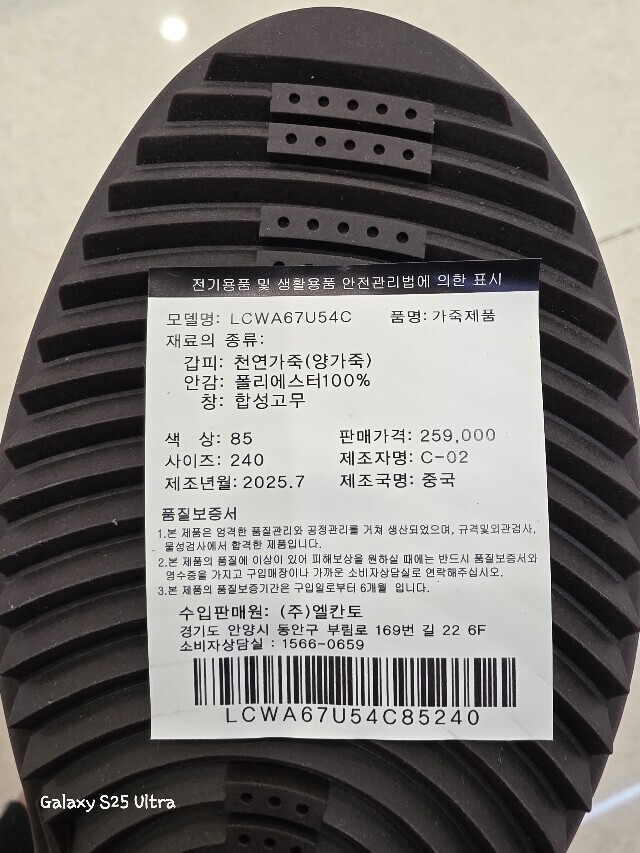 전기용품 및 생활용품 안전관리법에 의한 표시
모델명: LCWA67U54C 품명: 가죽제품
재료의 종류:
갑피: 천연가죽(양가죽)
안감: 폴리에스터100%
창: 합성고무
색 상: 85 판매가격: 259,000
사이즈: 240 제조자명: C-02
제조년월: 2025.7 제조국명: 중국
품질보증서
1.본 제품은 엄격한 품질관리와 공정관리를 거쳐 생산되었으며, 규격및외관검사,
물성검사에서 합격한 제품입니다.
2.본 제품의 품질에 이상이 있어 피해보상을 원하실 때에는 반드시 품질보증서와
영수증을 가지고 구입매장이나 가까운 소비자상담실로 연락해주십시오.
3.본 제품의 품질보증기간은 구입일로부터 6개월 입니다.
수입판매원: (주)엘칸토
경기도 안양시 동안구 부림로 169번 길 22 6F
소비자상담실 : 1566-0659
LCWA67U54C85240
Galaxy S25 Ultra